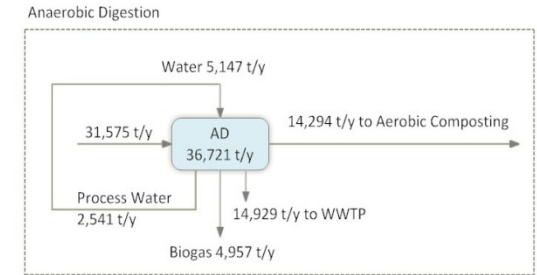 Anaerobic Digestion
Water 5,147 t/y
31,575 t/y
AD
36,721 t/y
14,294 t/y to Aerobic Composting
Process Water
2,541 t/y
14,929 t/y to WWTP
Biogas 4,957 t/y